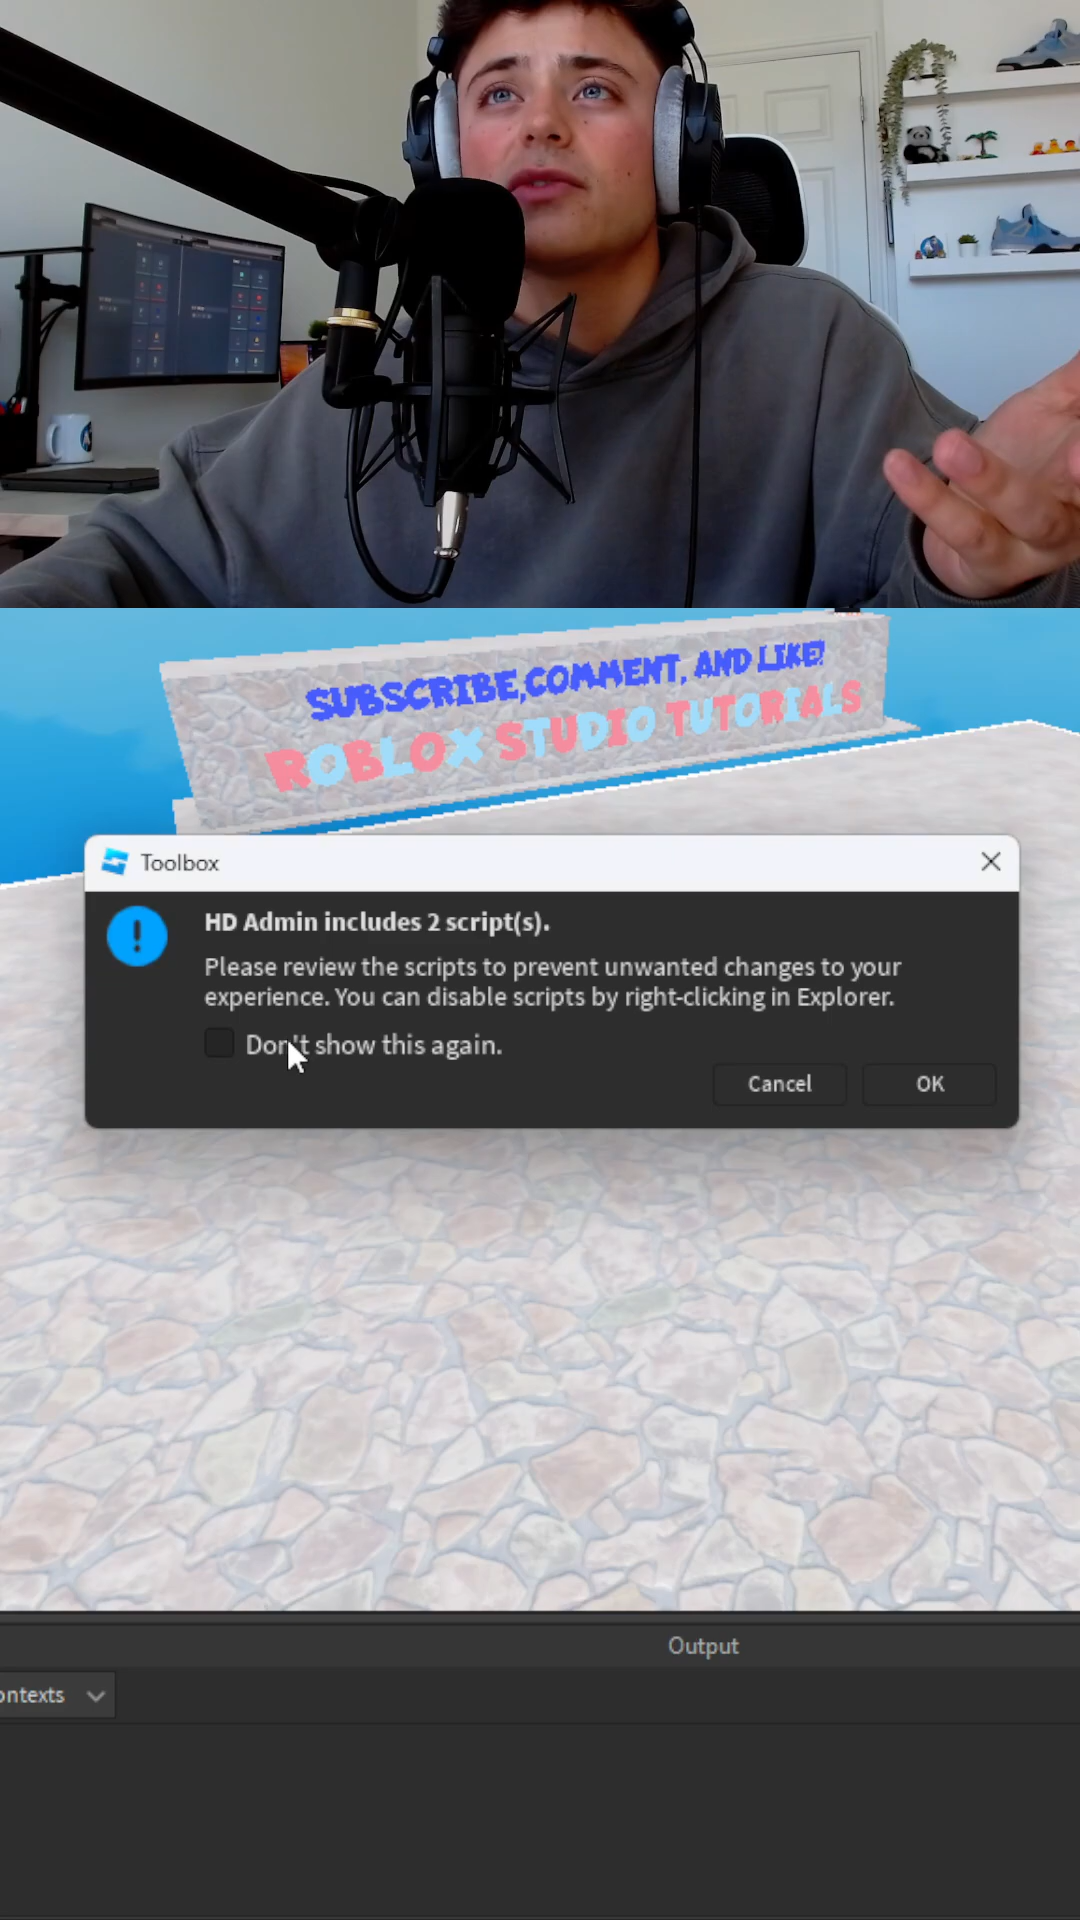 SUBSCRIBE,COMMENT, AND LIKE!
ROBLOX STUDIO TUTORIALS
Toolbox
HD Admin includes 2 script(s).
Please review the scripts to prevent unwanted changes to your
experience. You can disable scripts by right-clicking in Explorer.
Don't show this again.
Cancel
OK
Output
ontexts